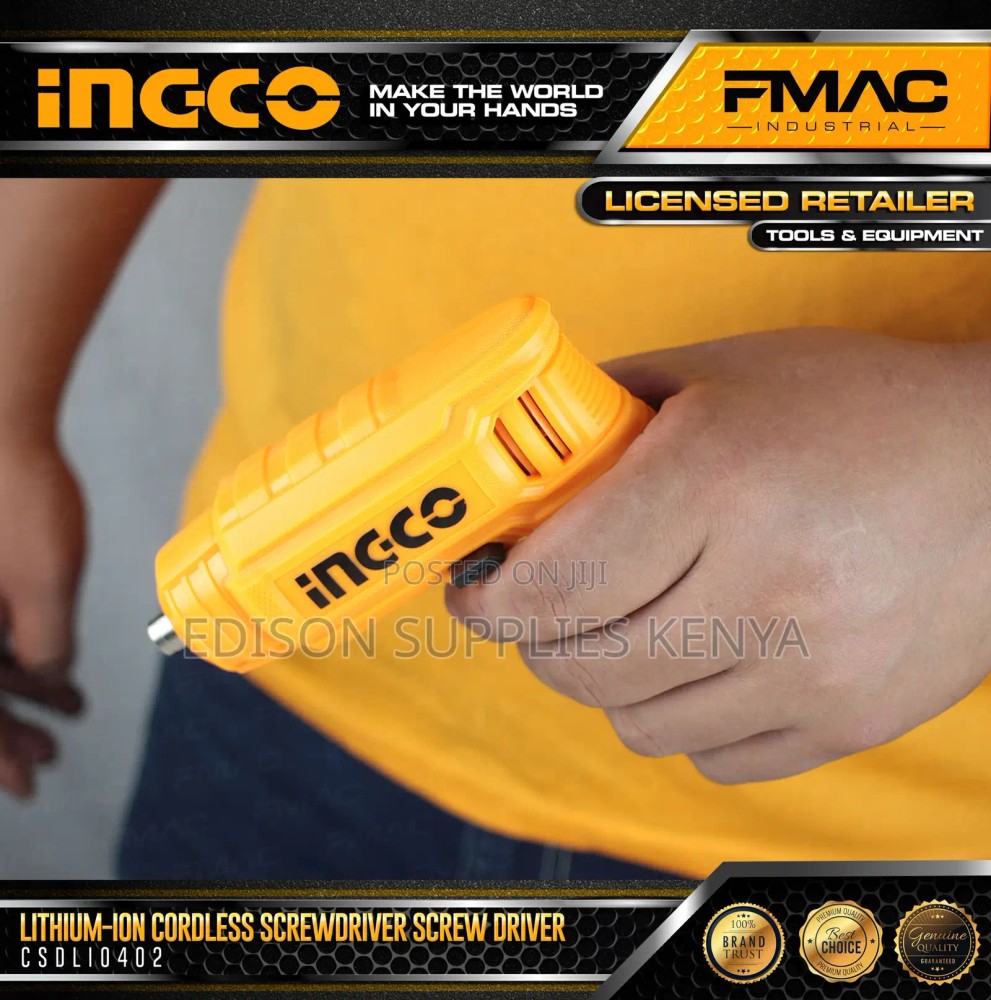 INGCO
MAKE THE WORLD
IN YOUR HANDS
FMAC
INDUSTRIAL
LICENSED RETAILER
TOOLS & EQUIPMENT
INGCO
POSTED ON JIJI
EDISON SUPPLIES KENYA
LITHIUM-ION CORDLESS SCREWDRIVER SCREW DRIVER
CSDLI0402
100%
BRAND
TRUST
PREMIUM QUALITY
Best
CHOICE
PREMIUM QUALITY
Genuine
QUALITY
GUARANTEED